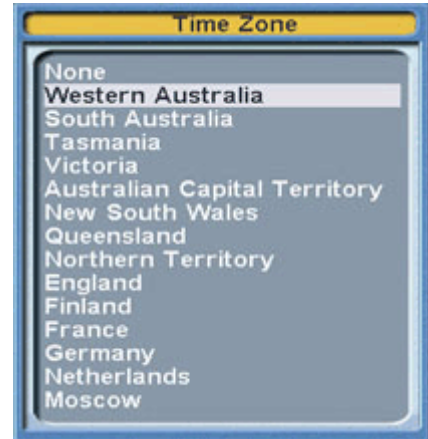 Time Zone
None
Western Australia
South Australia
Tasmania
Victoria
Australian Capital Territory
New South Wales
Queensland
Northern Territory
England
Finland
France
Germany
Netherlands
Moscow